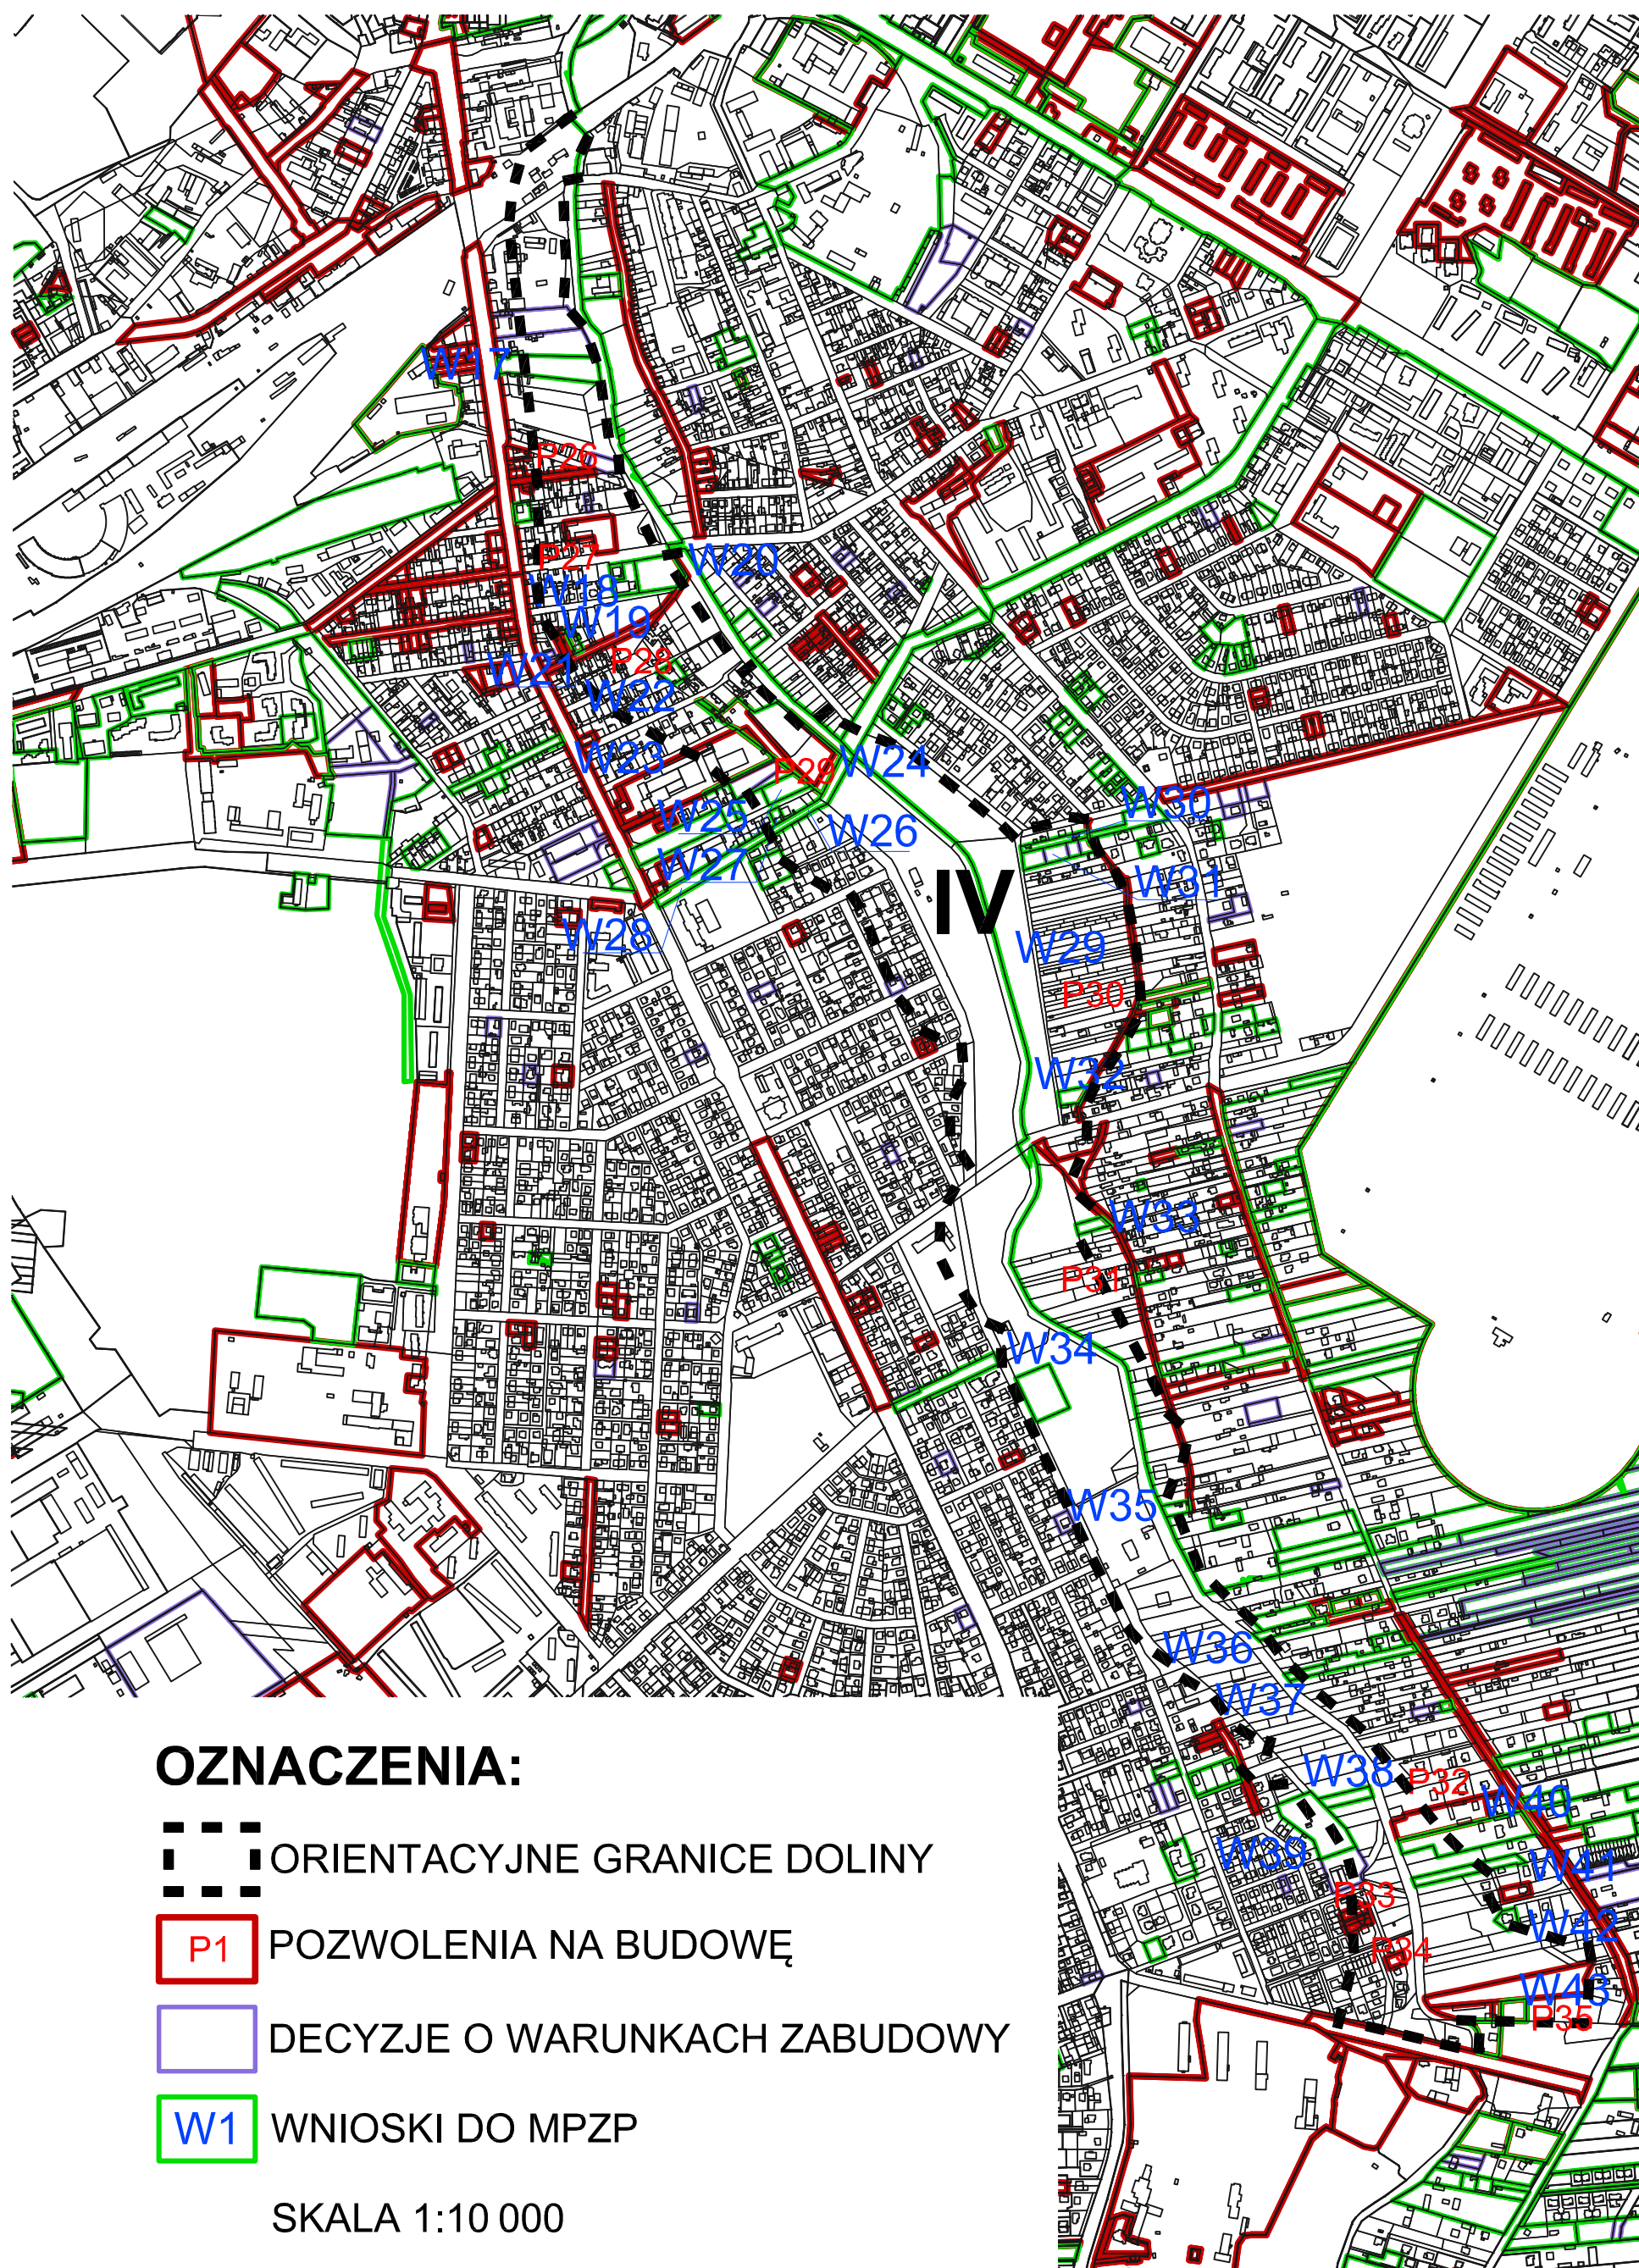 W17
P26
W20
P27
W18
W19
P28
W21
W22
W23
W24
P29
W25
W30
W26
W27
W31
IV
W28
W29
P30
W32
W33
P31
W34
W35
W36
W37
W38
P32
W40
W39
W41
P33
W42
P34
W43
P35
OZNACZENIA:
ORIENTACYJNE GRANICE DOLINY
P1 POZWOLENIA NA BUDOWĘ
DECYZJE O WARUNKACH ZABUDOWY
W1 WNIOSKI DO MPZP
SKALA 1:10 000